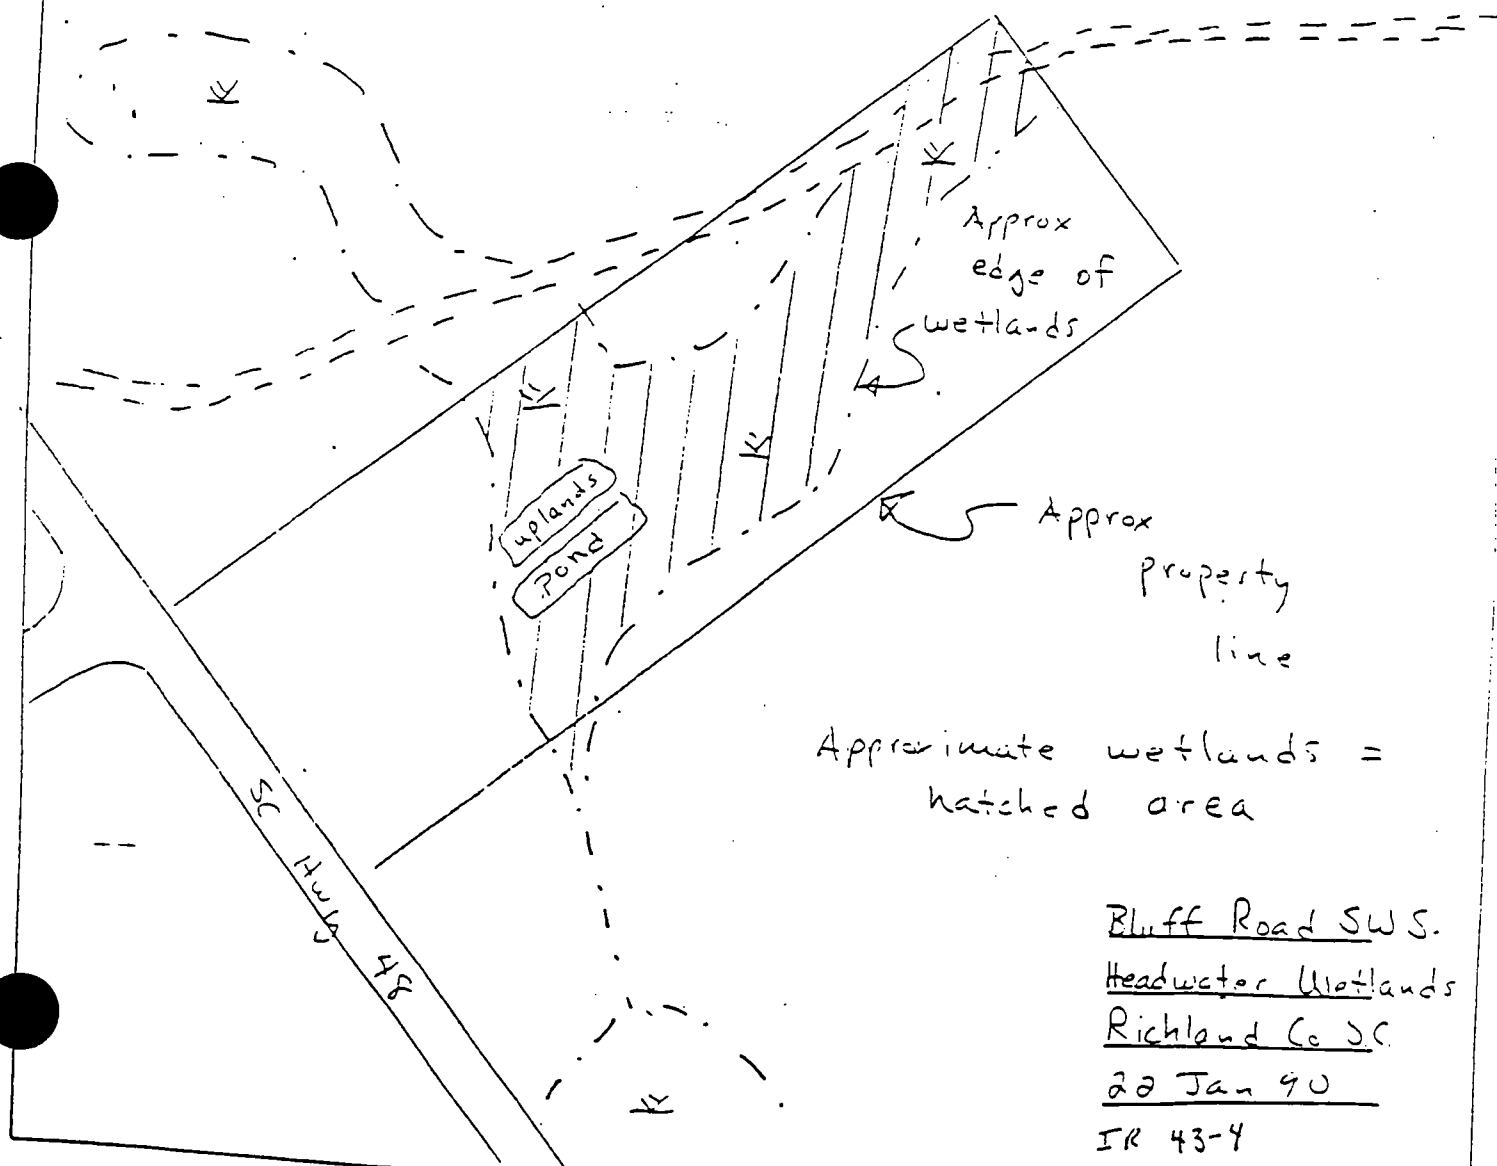 Approx
edge of
wetlands
uplands
Pond
Approx
property
line
Approximate wetlands =
hatched area
SC Hwy 48
Bluff Road SWS.
Headwater Wetlands
Richland Co S.C.
22 Jan 90
IR 43-4